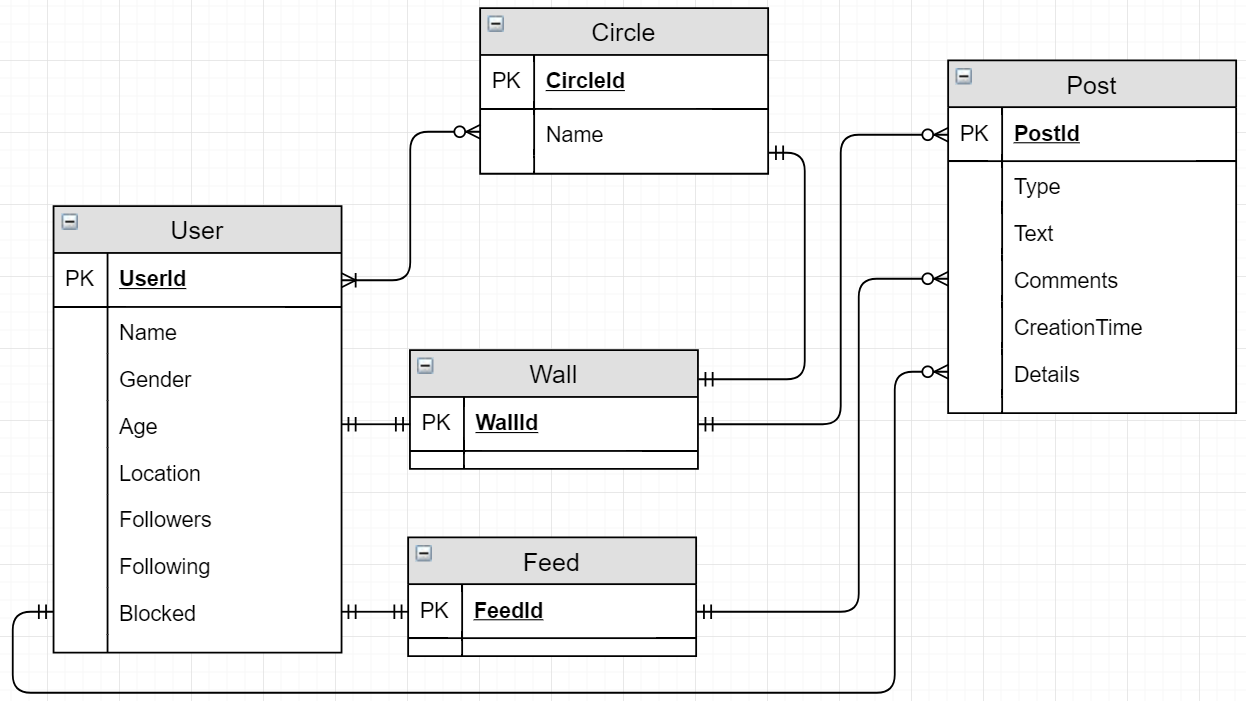 Circle
PK CircleId
Name
Post
PK PostId
Type
Text
Comments
CreationTime
Details
User
PK UserId
Name
Gender
Age
Location
Followers
Following
Blocked
Wall
PK WallId
Feed
PK FeedId